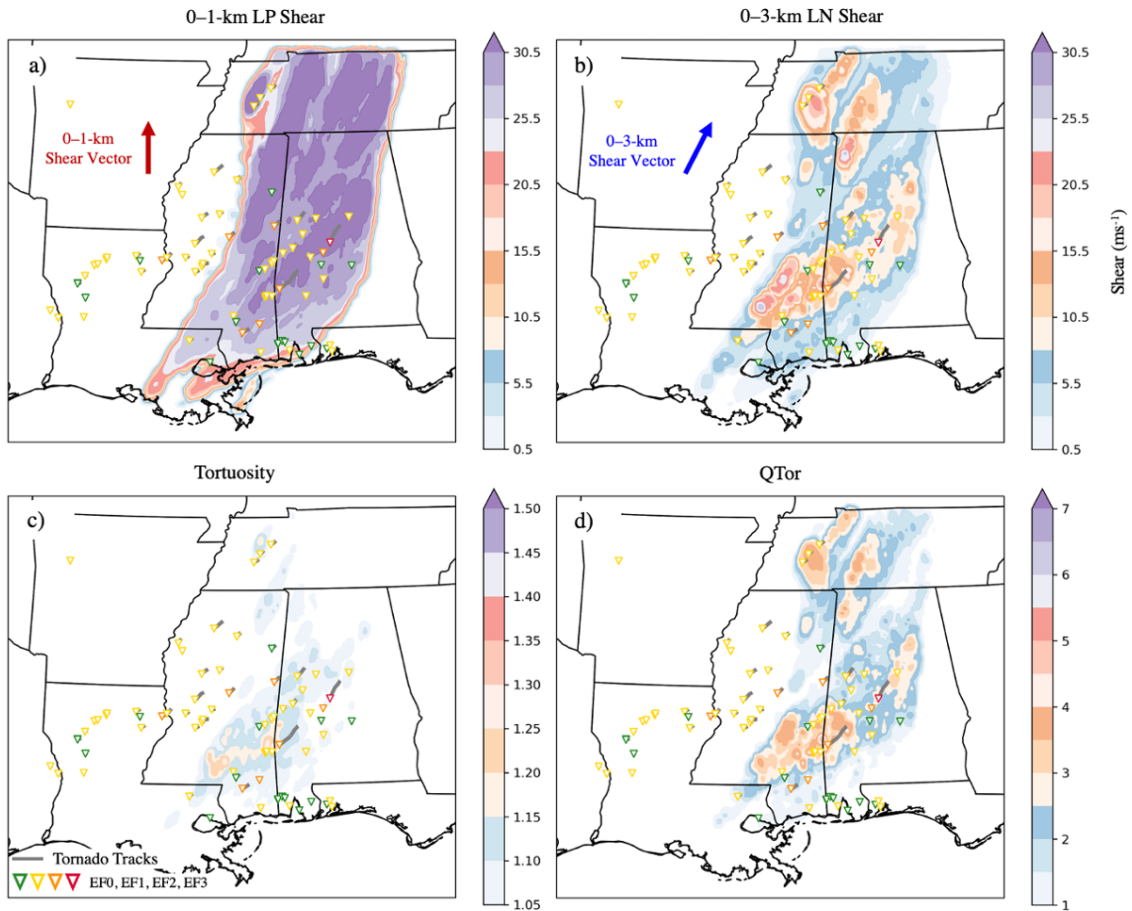 0–1-km LP Shear
0–3-km LN Shear
a)
0–1-km
Shear Vector
30.5
25.5
20.5
15.5
10.5
5.5
0.5
b)
0–3-km
Shear Vector
30.5
25.5
20.5
15.5
10.5
5.5
0.5
Shear (ms⁻¹)
Tortuosity
QTor
c)
Tornado Tracks
EF0, EF1, EF2, EF3
1.50
1.45
1.40
1.35
1.30
1.25
1.20
1.15
1.10
1.05
d)
7
6
5
4
3
2
1